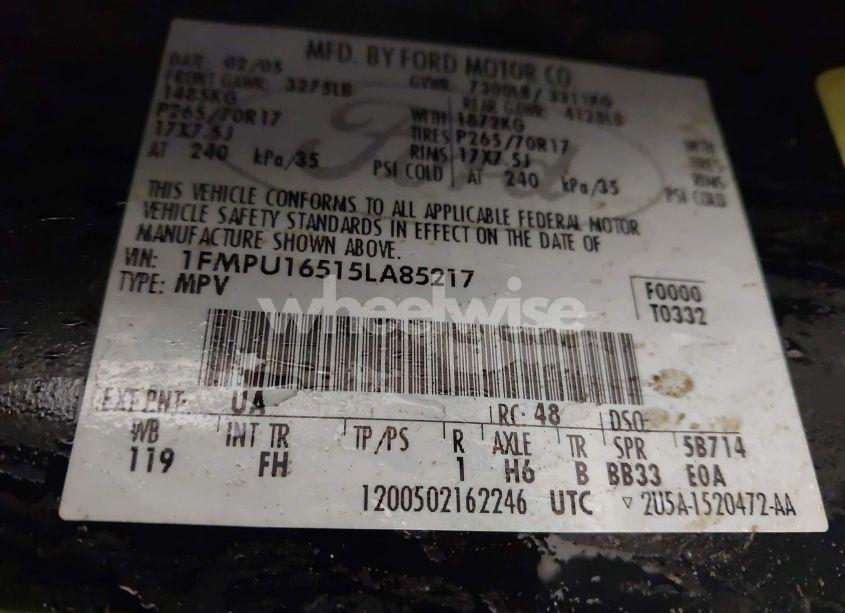 MFD. BY FORD MOTOR CO.
DATE: 02/05 GVWR: 7300LB / 3311KG
FRONT GAWR: 3275LB REAR GAWR: 4128LB
1485KG WITH 1872KG WITH
P265/70R17 TIRES P265/70R17 TIRES
17X7.5J RIMS 17X7.5J RIMS
AT 240 kPa/35 PSI COLD AT 240 kPa/35 PSI COLD
Ford
THIS VEHICLE CONFORMS TO ALL APPLICABLE FEDERAL MOTOR
VEHICLE SAFETY STANDARDS IN EFFECT ON THE DATE OF
MANUFACTURE SHOWN ABOVE.
VIN: 1FMPU16515LA85217
TYPE: MPV
F0000
T0332
wheelwise
EXT PNT: UA RC: 48 DSO:
WB INT TR TP/PS R AXLE TR SPR 5B714
119 FH 1 H6 B BB33 E0A
1200502162246 UTC ▽ 2U5A-1520472-AA